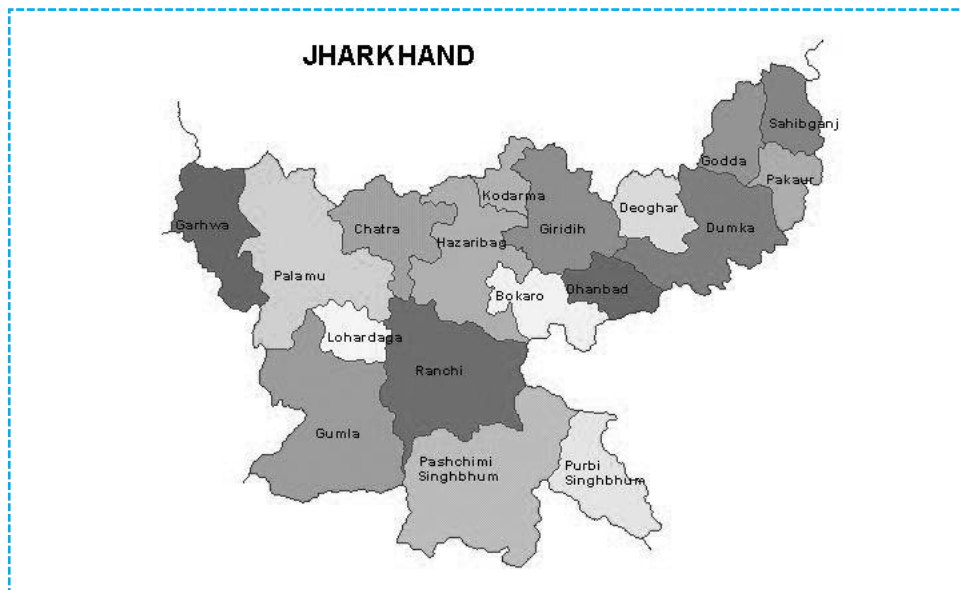 JHARKHAND
Sahibganj
Godda
Pakaur
Kodarma
Deoghar
Garhwa
Chatra
Giridih
Dumka
Hazaribag
Palamu
Dhanbad
Bokaro
Lohardaga
Ranchi
Gumla
Pashchimi
Singhbhum
Purbi
Singhbhum